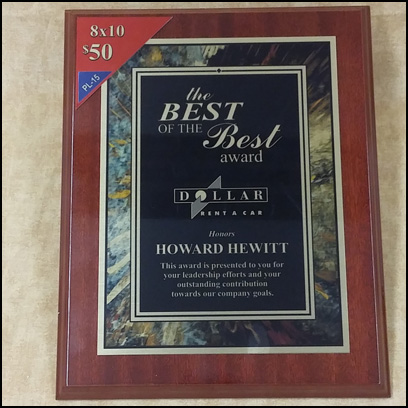 8x10
$50
PL-15
the
BEST
OF THE Best
award
DOLLAR
RENT A CAR
Honors
HOWARD HEWITT
This award is presented to you for
your leadership efforts and your
outstanding contribution
towards our company goals.